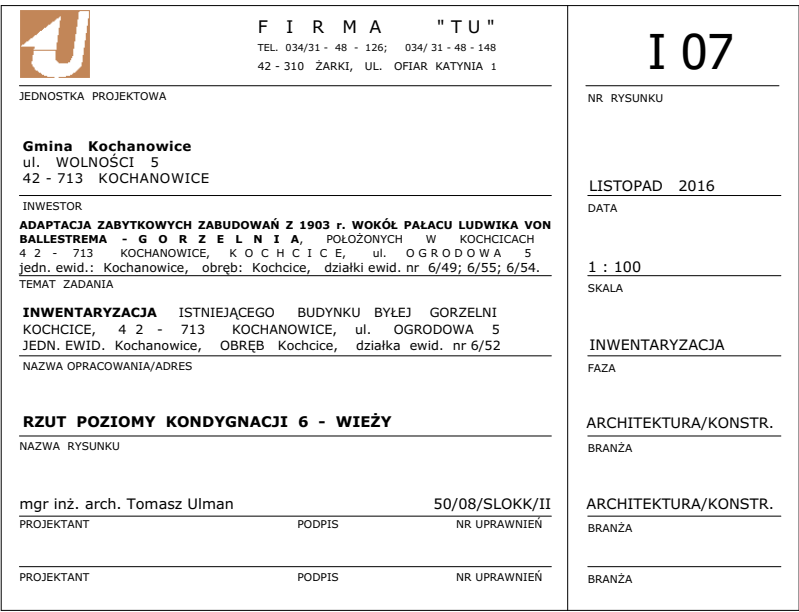 F I R M A "TU"
TEL. 034/31 - 48 - 126; 034/ 31 - 48 - 148
42 - 310 ŻARKI, UL. OFIAR KATYNIA 1
JEDNOSTKA PROJEKTOWA
I 07
NR RYSUNKU
Gmina Kochanowice
ul. WOLNOŚCI 5
42 - 713 KOCHANOWICE
INWESTOR
LISTOPAD 2016
DATA
ADAPTACJA ZABYTKOWYCH ZABUDOWAŃ Z 1903 r. WOKÓŁ PAŁACU LUDWIKA VON
BALLESTREMA - G O R Z E L N I A, POŁOŻONYCH W KOCHCICACH
4 2 - 713 KOCHANOWICE, K O C H C I C E, ul. O G R O D O W A 5
jedn. ewid.: Kochanowice, obręb: Kochcice, działki ewid. nr 6/49; 6/55; 6/54.
TEMAT ZADANIA
1 : 100
SKALA
INWENTARYZACJA ISTNIEJĄCEGO BUDYNKU BYŁEJ GORZELNI
KOCHCICE, 4 2 - 713 KOCHANOWICE, ul. OGRODOWA 5
JEDN. EWID. Kochanowice, OBRĘB Kochcice, działka ewid. nr 6/52
NAZWA OPRACOWANIA/ADRES
INWENTARYZACJA
FAZA
RZUT POZIOMY KONDYGNACJI 6 - WIEŻY
NAZWA RYSUNKU
ARCHITEKTURA/KONSTR.
BRANŻA
mgr inż. arch. Tomasz Ulman 50/08/SLOKK/II
PROJEKTANT PODPIS NR UPRAWNIEŃ
ARCHITEKTURA/KONSTR.
BRANŻA
PROJEKTANT PODPIS NR UPRAWNIEŃ
BRANŻA